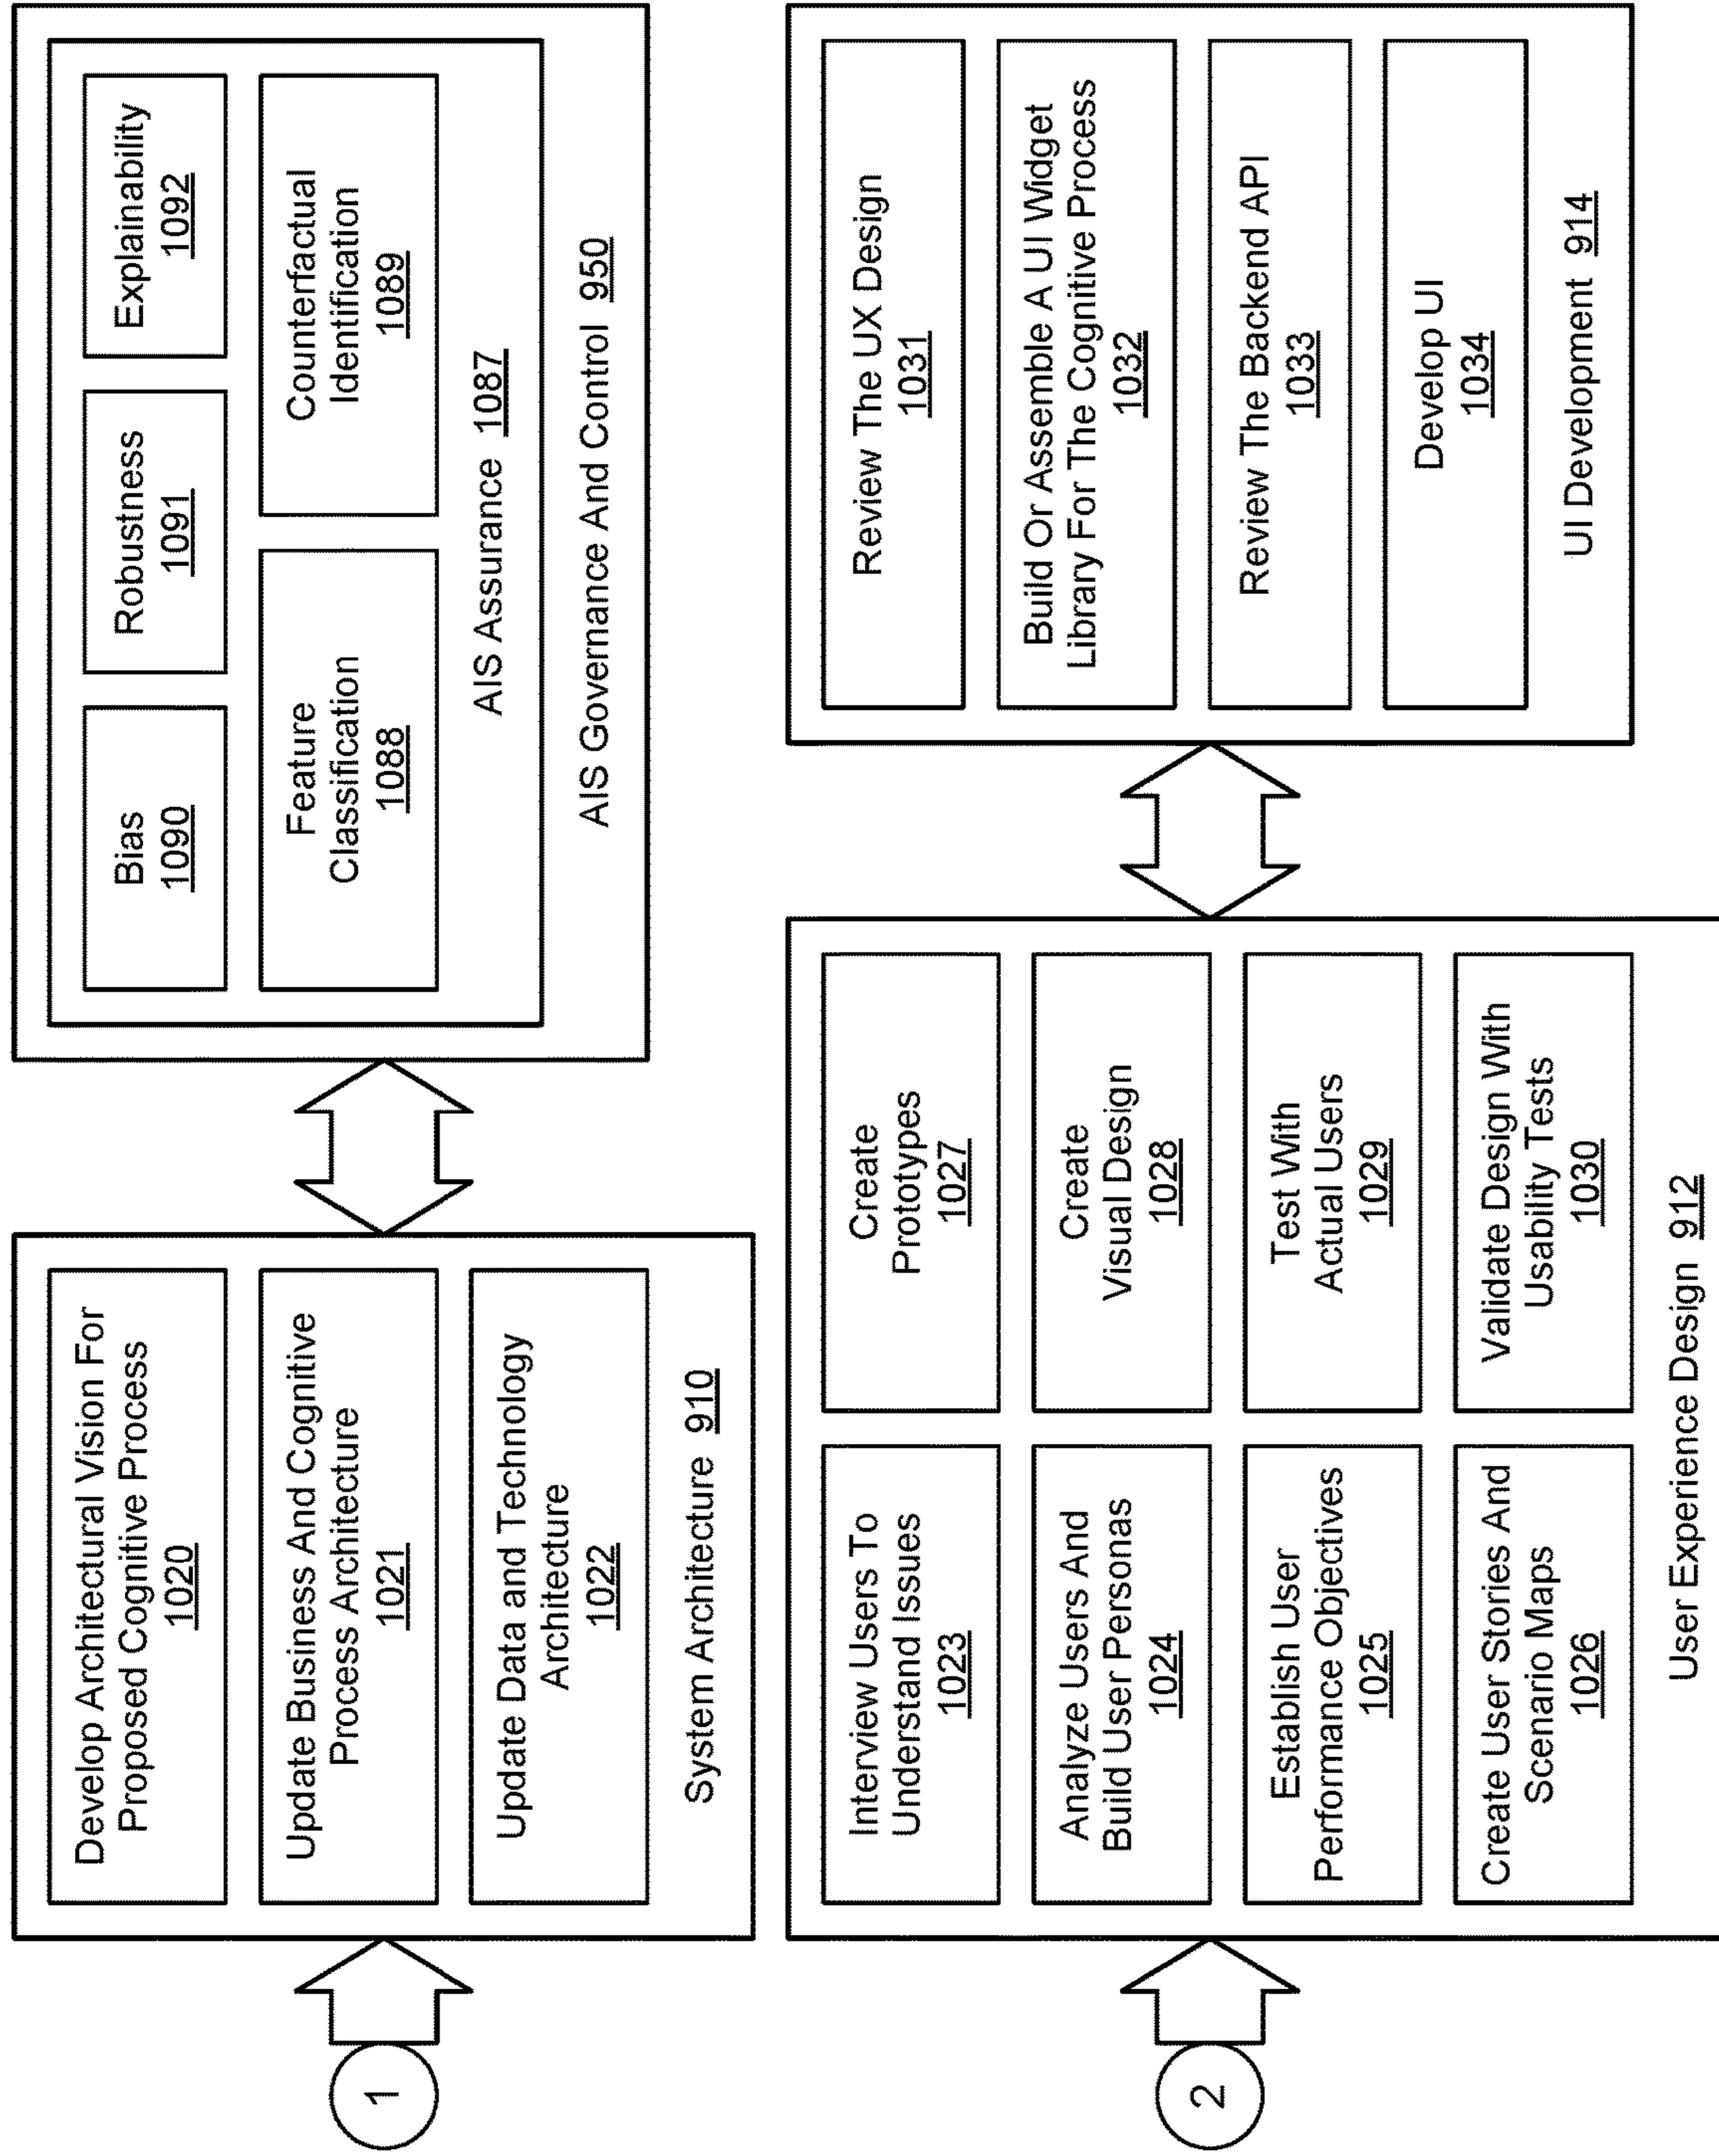 1
Develop Architectural Vision For
Proposed Cognitive Process
1020
Update Business And Cognitive
Process Architecture
1021
Update Data and Technology
Architecture
1022
System Architecture 910
Bias
1090
Robustness
1091
Explainability
1092
Feature
Classification
1088
Counterfactual
Identification
1089
AIS Assurance 1087
AIS Governance And Control 950
2
Interview Users To
Understand Issues
1023
Create
Prototypes
1027
Analyze Users And
Build User Personas
1024
Create
Visual Design
1028
Establish User
Performance Objectives
1025
Test With
Actual Users
1029
Create User Stories And
Scenario Maps
1026
Validate Design With
Usability Tests
1030
User Experience Design 912
Review The UX Design
1031
Build Or Assemble A UI Widget
Library For The Cognitive Process
1032
Review The Backend API
1033
Develop UI
1034
UI Development 914